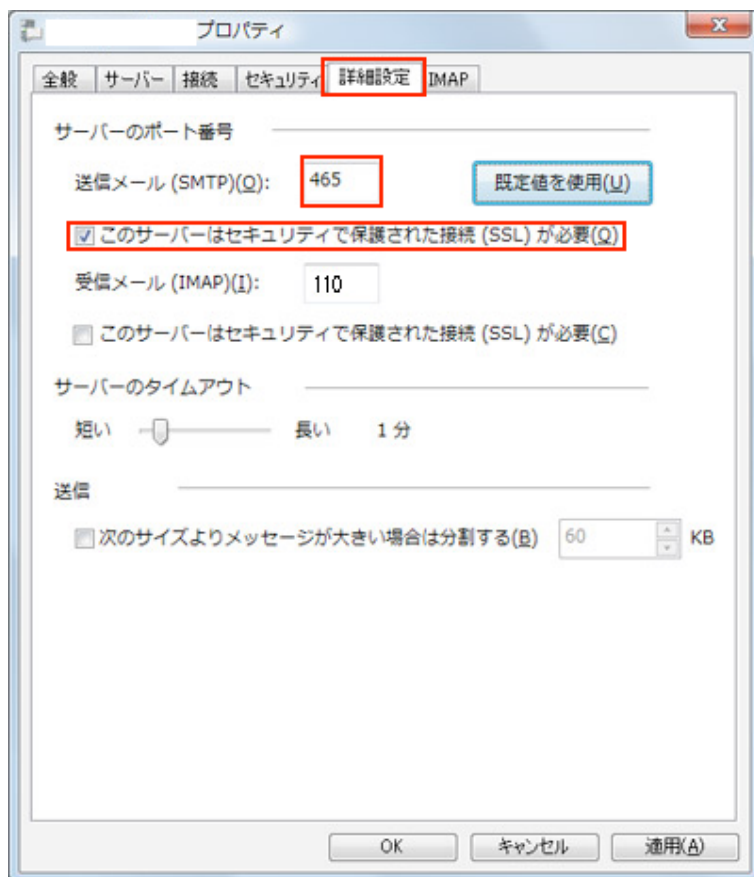 プロパティ
全般 サーバー 接続 セキュリティ 詳細設定 IMAP
サーバーのポート番号
送信メール (SMTP)(O): 465 既定値を使用(U)
このサーバーはセキュリティで保護された接続 (SSL) が必要(Q)
受信メール (IMAP)(I): 110
このサーバーはセキュリティで保護された接続 (SSL) が必要(C)
サーバーのタイムアウト
短い 長い 1 分
送信
次のサイズよりメッセージが大きい場合は分割する(B) 60 KB
OK キャンセル 適用(A)